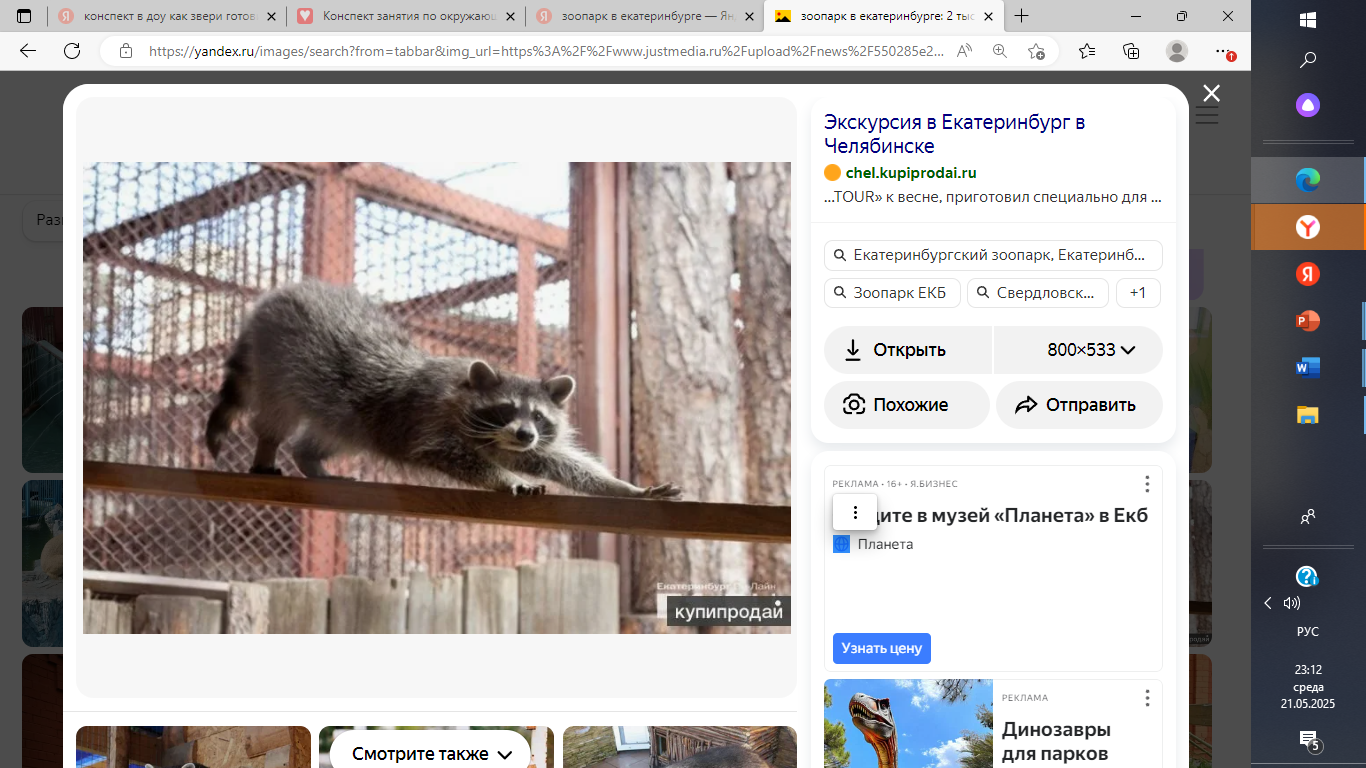 конспект в доу как звери готов
Конспект занятия по окружающ
зоопарк в екатеринбурге — Ян
зоопарк в екатеринбурге: 2 тыс
https://yandex.ru/images/search?from=tabbar&img_url=https%3A%2F%2Fwww.justmedia.ru%2Fupload%2Fnews%2F550285e2...
Разм
Экскурсия в Екатеринбург в
Челябинске
chel.kupiprodai.ru
...TOUR» к весне, приготовил специально для ...
Екатеринбургский зоопарк, Екатеринб...
Зоопарк ЕКБ
Свердловск...
+1
Открыть
800×533
Похожие
Отправить
РЕКЛАМА • 16+ • Я.БИЗНЕС
дите в музей «Планета» в Екб
Планета
Узнать цену
РЕКЛАМА
Динозавры
для парков
Екатеринбург Лайн
купипродай
Смотрите также
РУС
23:12
среда
21.05.2025
5